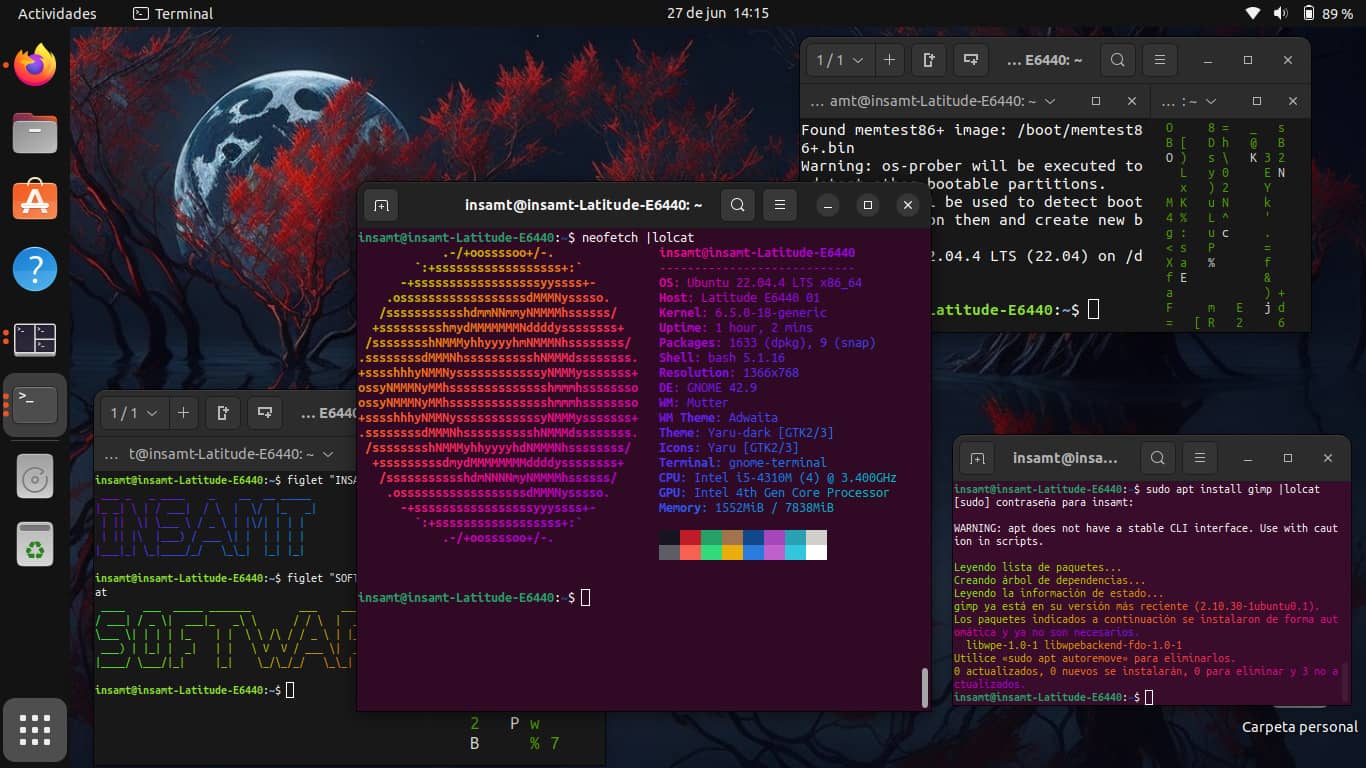 Actividades
Terminal
27 de jun 14:15
89 %
1 / 1
... E6440: ~
... amt@insamt-Latitude-E6440: ~
... : ~
Found memtest86+ image: /boot/memtest8
6+.bin
Warning: os-prober will be executed to
bootable partitions.
be used to detect boot
on them and create new b
2.04.4 LTS (22.04) on /d
Latitude-E6440:~$
insamt@insamt-Latitude-E6440: ~
insamt@insamt-Latitude-E6440:~$ neofetch |lolcat
insamt@insamt-Latitude-E6440
----------------------------
OS: Ubuntu 22.04.4 LTS x86_64
Host: Latitude E6440 01
Kernel: 6.5.0-18-generic
Uptime: 1 hour, 2 mins
Packages: 1633 (dpkg), 9 (snap)
Shell: bash 5.1.16
Resolution: 1366x768
DE: GNOME 42.9
WM: Mutter
WM Theme: Adwaita
Theme: Yaru-dark [GTK2/3]
Icons: Yaru [GTK2/3]
Terminal: gnome-terminal
CPU: Intel i5-4310M (4) @ 3.400GHz
GPU: Intel 4th Gen Core Processor
Memory: 1552MiB / 7838MiB
insamt@insamt-Latitude-E6440:~$
1 / 1
... E6440
... t@insamt-Latitude-E6440: ~
insamt@insamt-Latitude-E6440:~$ figlet "INSA
INSAMT
insamt@insamt-Latitude-E6440:~$ figlet "SOFT
at
insamt@insamt-Latitude-E6440:~$
2 P w
B % 7
insamt@insa...
insamt@insamt-Latitude-E6440:~$ sudo apt install gimp |lolcat
[sudo] contraseña para insamt:
WARNING: apt does not have a stable CLI interface. Use with caut
ion in scripts.
Leyendo lista de paquetes...
Creando árbol de dependencias...
Leyendo la información de estado...
gimp ya está en su versión más reciente (2.10.30-1ubuntu0.1).
Los paquetes indicados a continuación se instalaron de forma aut
omática y ya no son necesarios.
libwpe-1.0-1 libwpebackend-fdo-1.0-1
Utilice «sudo apt autoremove» para eliminarlos.
0 actualizados, 0 nuevos se instalarán, 0 para eliminar y 3 no a
ctualizados.
insamt@insamt-Latitude-E6440:~$
Carpeta personal